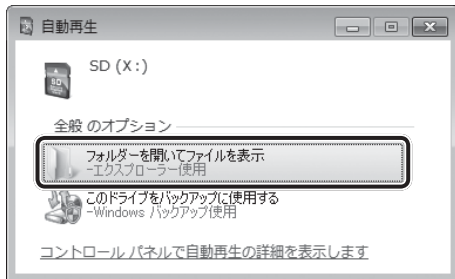 自動再生
SD (X:)
SD
全般 のオプション
フォルダーを開いてファイルを表示
-エクスプローラー使用
このドライブをバックアップに使用する
-Windows バックアップ使用
コントロール パネルで自動再生の詳細を表示します